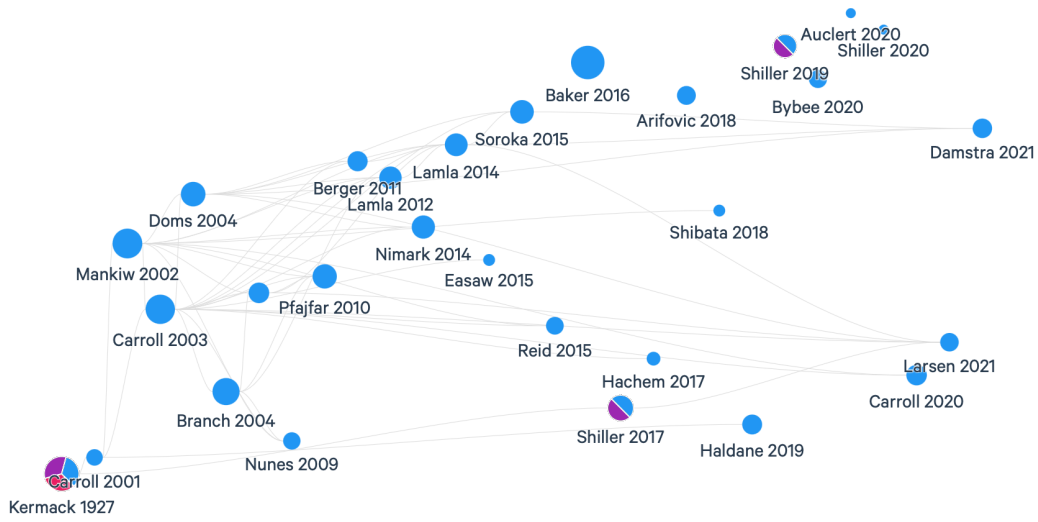 Auclert 2020
Shiller 2020
Shiller 2019
Baker 2016
Bybee 2020
Arifovic 2018
Soroka 2015
Damstra 2021
Lamla 2014
Berger 2011
Lamla 2012
Doms 2004
Shibata 2018
Nimark 2014
Mankiw 2002
Easaw 2015
Pfajfar 2010
Carroll 2003
Reid 2015
Larsen 2021
Hachem 2017
Carroll 2020
Branch 2004
Shiller 2017
Haldane 2019
Nunes 2009
Carroll 2001
Kermack 1927